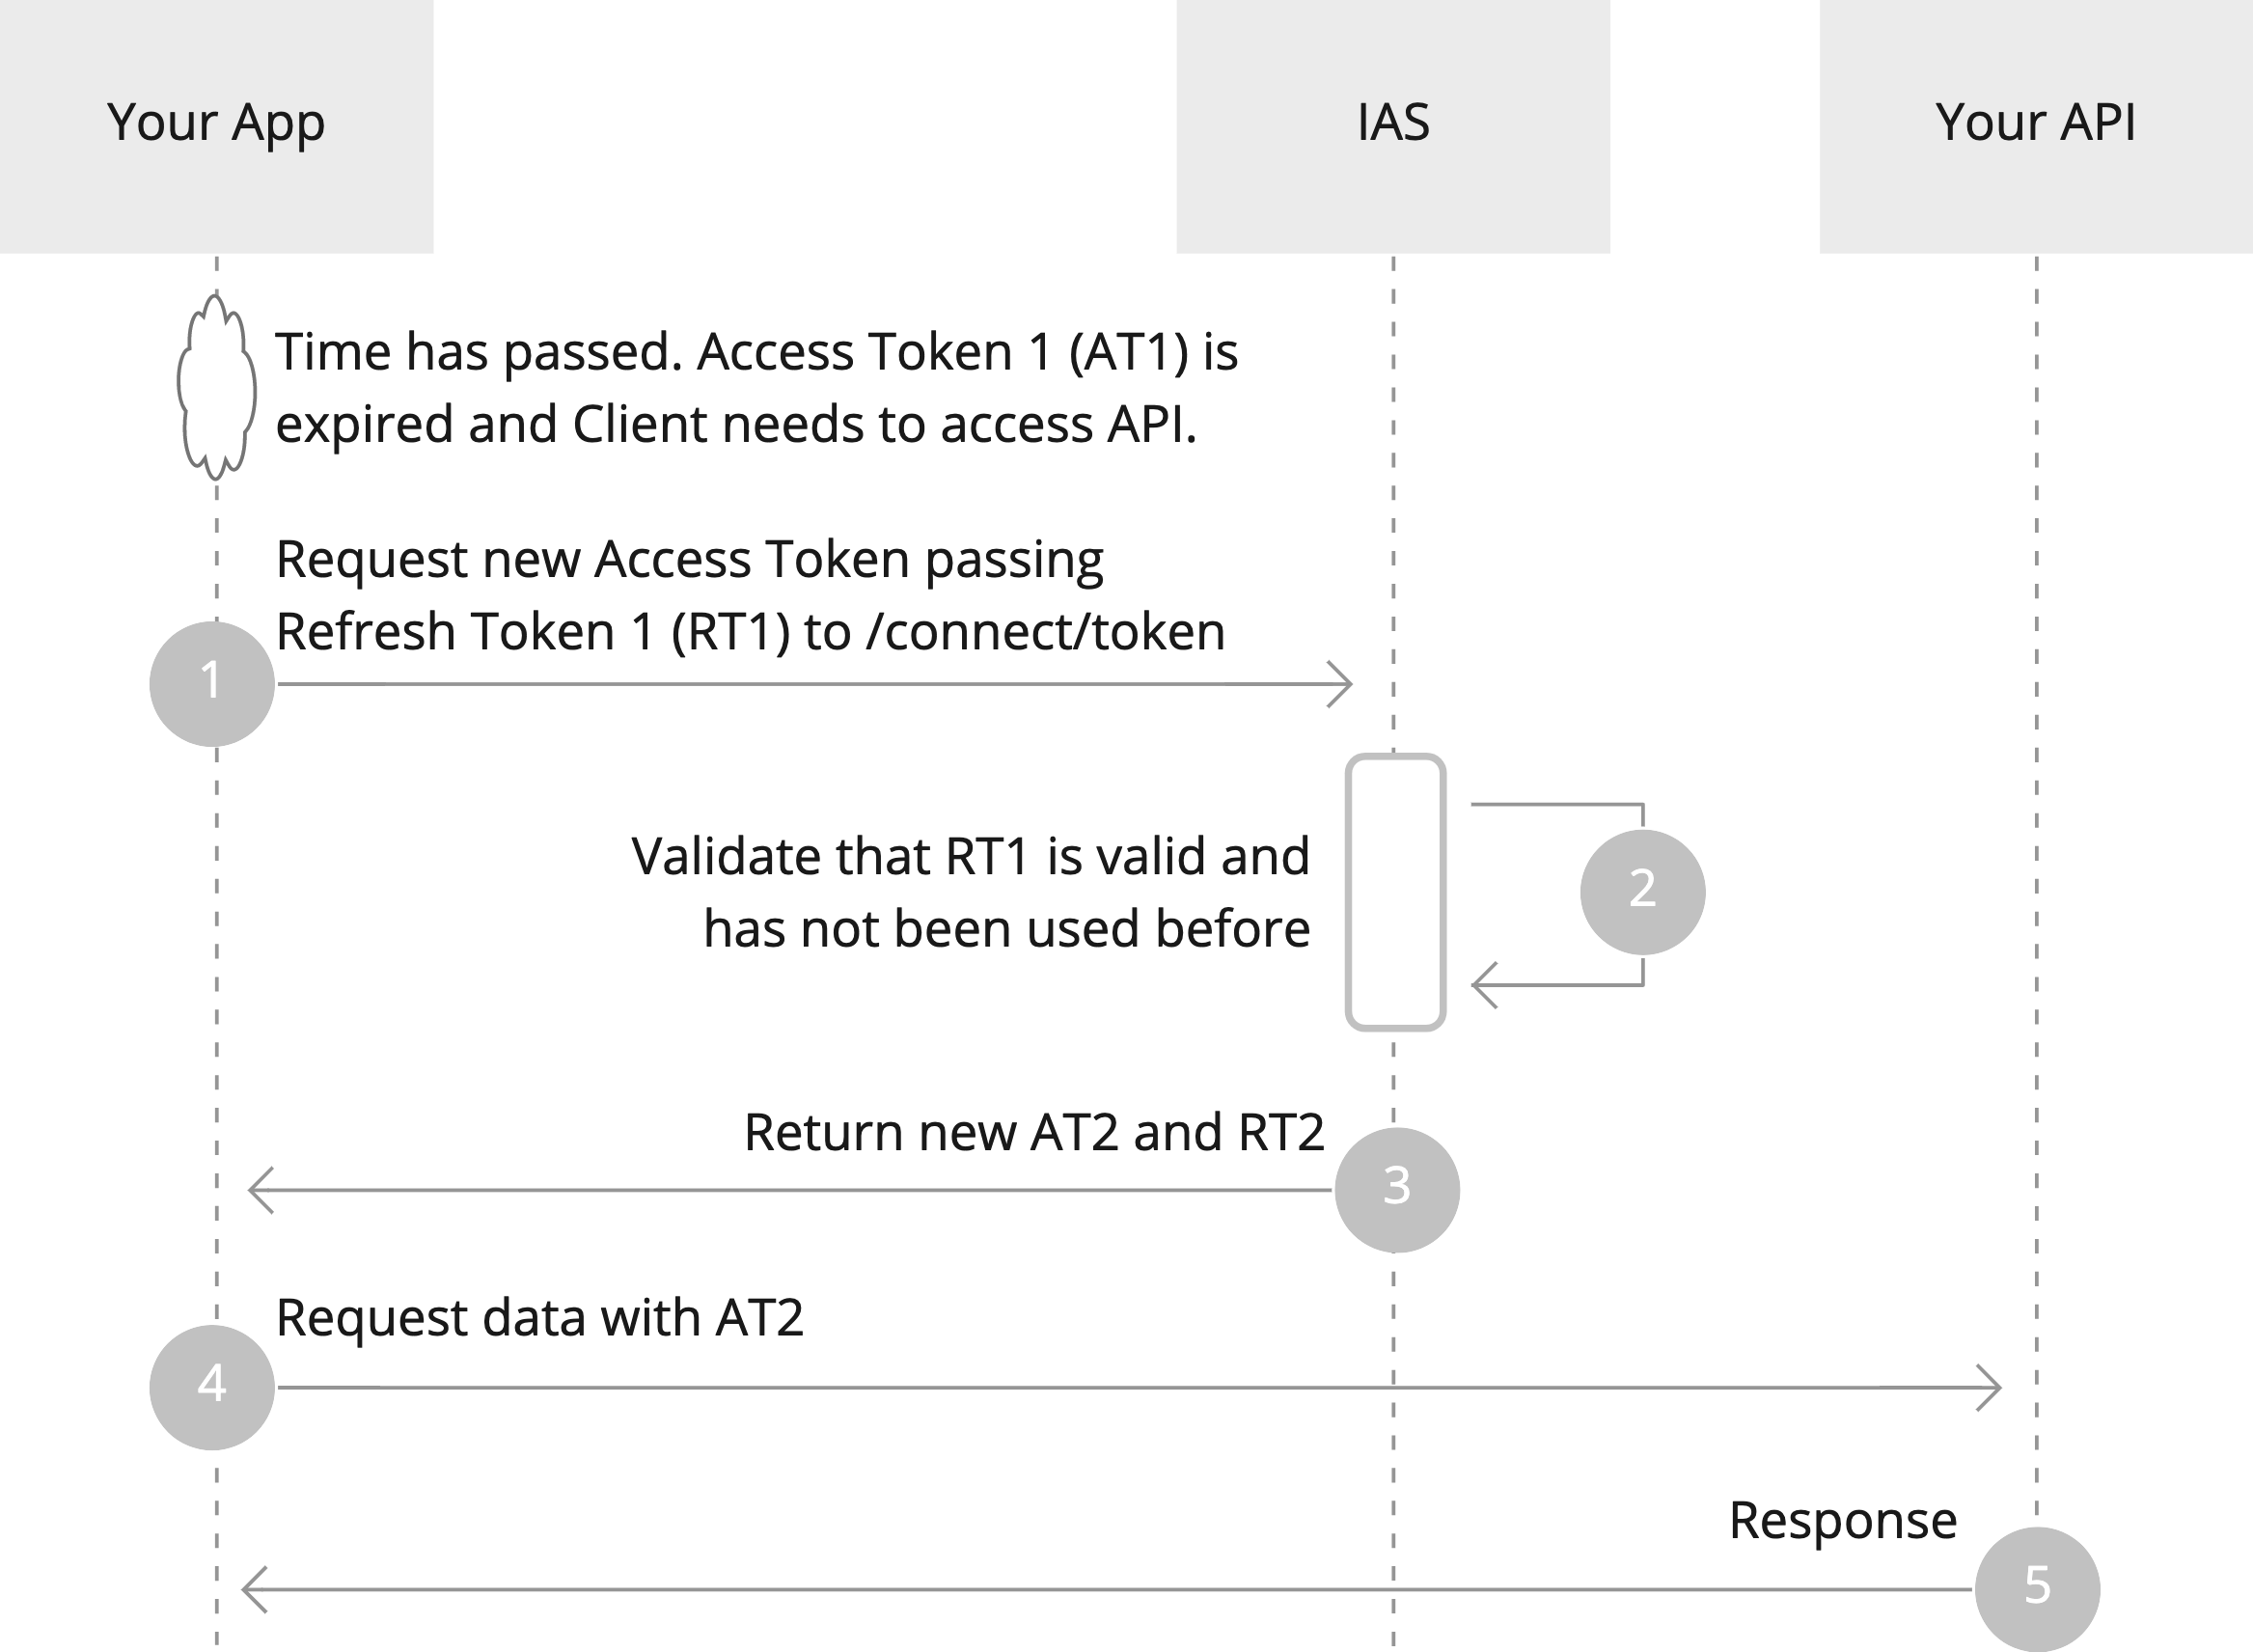 Your App
IAS
Your API
Time has passed. Access Token 1 (AT1) is
expired and Client needs to access API.
Request new Access Token passing
Refresh Token 1 (RT1) to /connect/token
1
Validate that RT1 is valid and
has not been used before
2
Return new AT2 and RT2
3
Request data with AT2
4
Response
5